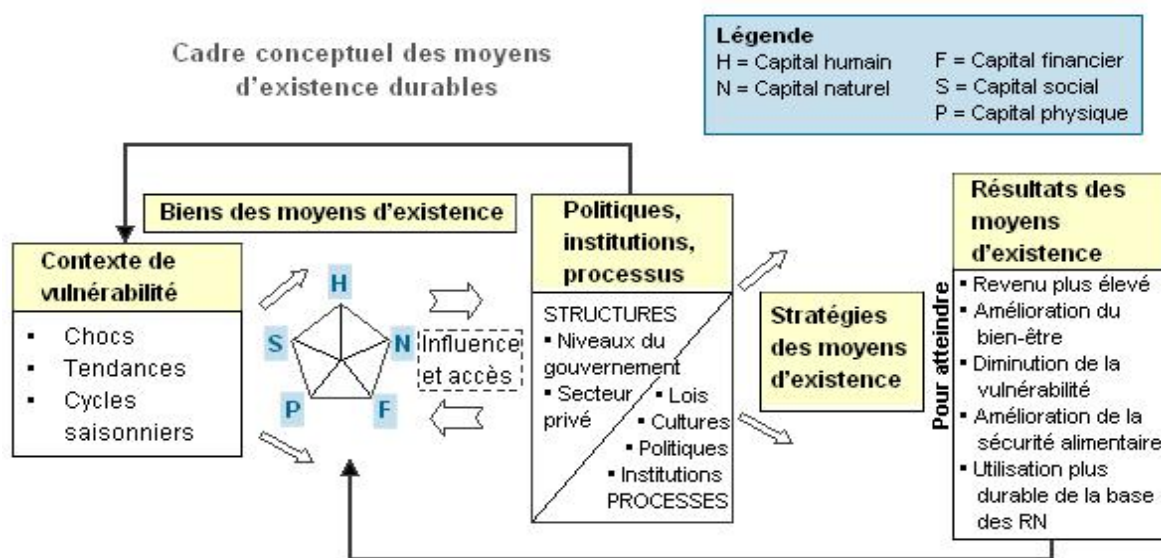 Cadre conceptuel des moyens
d'existence durables
Légende
H = Capital humain
N = Capital naturel
F = Capital financier
S = Capital social
P = Capital physique
Biens des moyens d'existence
Contexte de
vulnérabilité
▪ Chocs
▪ Tendances
▪ Cycles
saisonniers
H
S
N
P
F
Influence
et accès
Politiques,
institutions,
processus
STRUCTURES
▪ Niveaux du
gouvernement
▪ Secteur
privé
▪ Lois
▪ Cultures
▪ Politiques
▪ Institutions
PROCESSES
Stratégies
des moyens
d'existence
Pour atteindre
Résultats des
moyens
d'existence
▪ Revenu plus élevé
▪ Amélioration du
bien-être
▪ Diminution de la
vulnérabilité
▪ Amélioration de la
sécurité alimentaire
▪ Utilisation plus
durable de la base
des RN